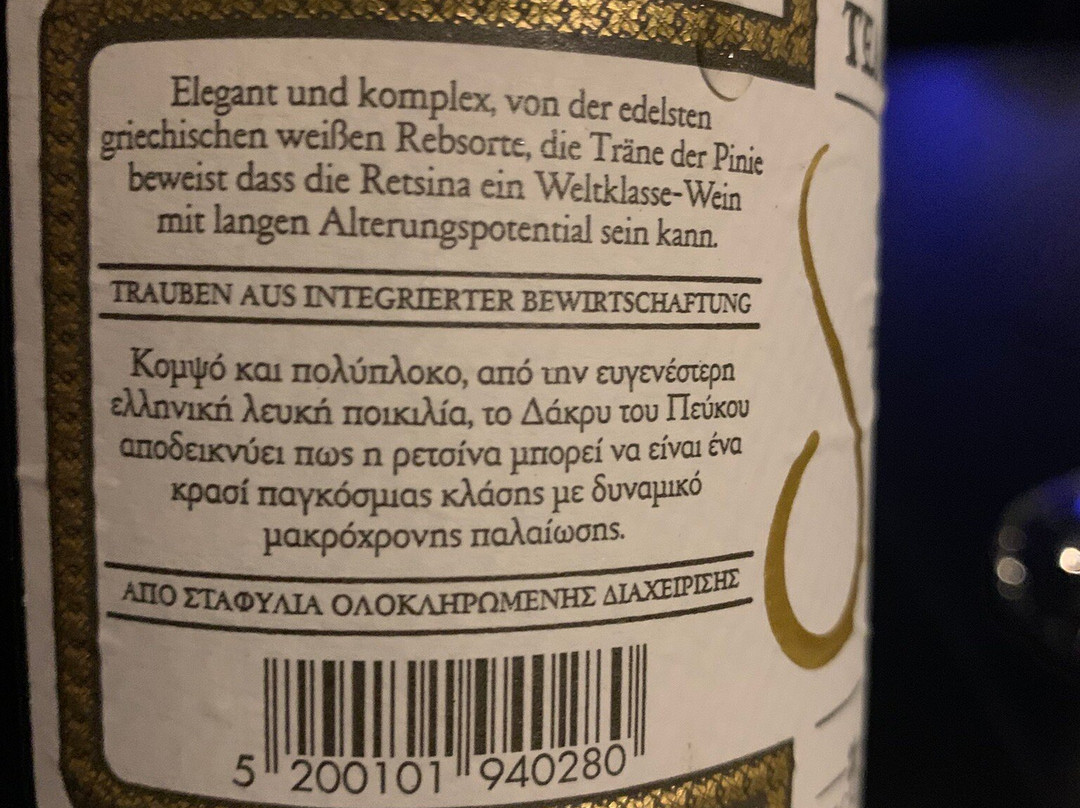 Elegant und komplex, von der edelsten
griechischen weißen Rebsorte, die Träne der Pinie
beweist dass die Retsina ein Weltklasse-Wein
mit langen Alterungspotential sein kann.
TRAUBEN AUS INTEGRIERTER BEWIRTSCHAFTUNG
Κομψό και πολύπλοκο, από την ευγενέστερη
ελληνική λευκή ποικιλία, το Δάκρυ του Πεύκου
αποδεικνύει πως η ρετσίνα μπορεί να είναι ένα
κρασί παγκόσμιας κλάσης με δυναμικό
μακρόχρονης παλαίωσης.
ΑΠΟ ΣΤΑΦΥΛΙΑ ΟΛΟΚΛΗΡΩΜΕΝΗΣ ΔΙΑΧΕΙΡΙΣΗΣ
5 200101 940280